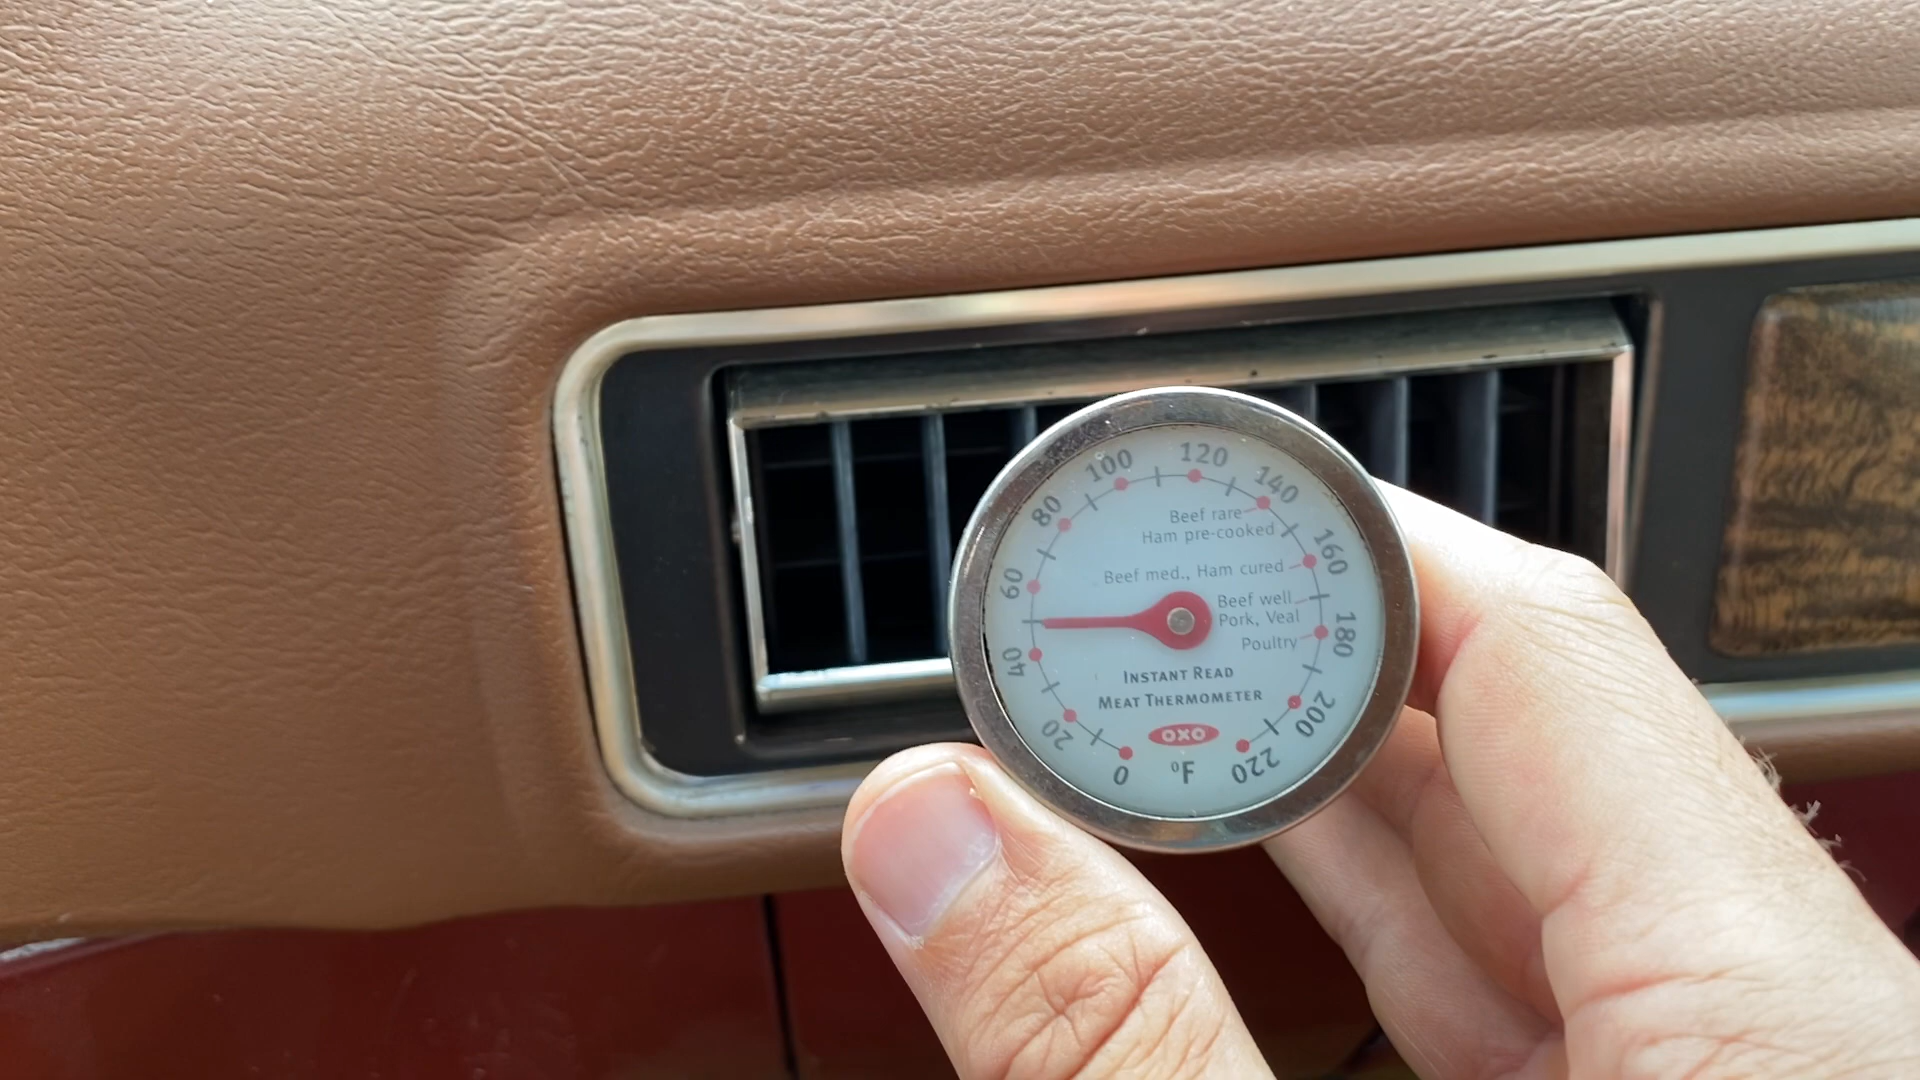 0
20
40
60
80
100
120
140
160
180
200
220
Beef rare
Ham pre-cooked
Beef med., Ham cured
Beef well
Pork, Veal
Poultry
INSTANT READ
MEAT THERMOMETER
OXO
°F